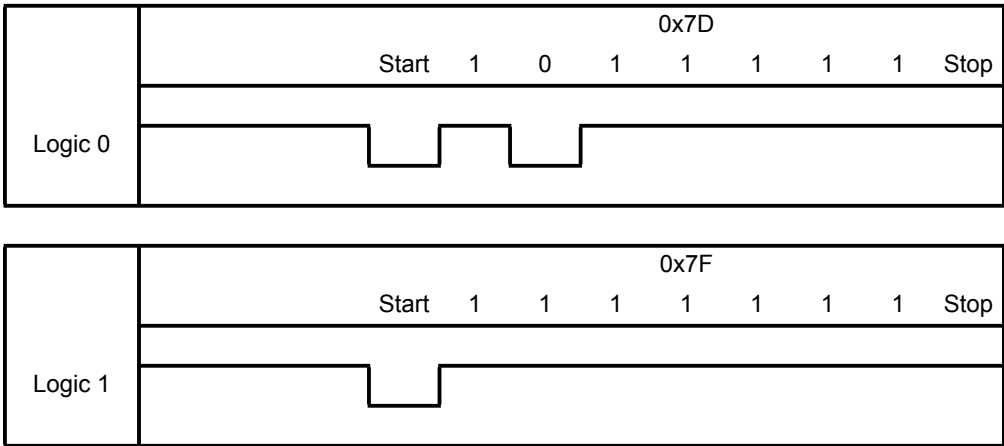 0x7D
Start 1 0 1 1 1 1 1 Stop
Logic 0
0x7F
Start 1 1 1 1 1 1 1 Stop
Logic 1